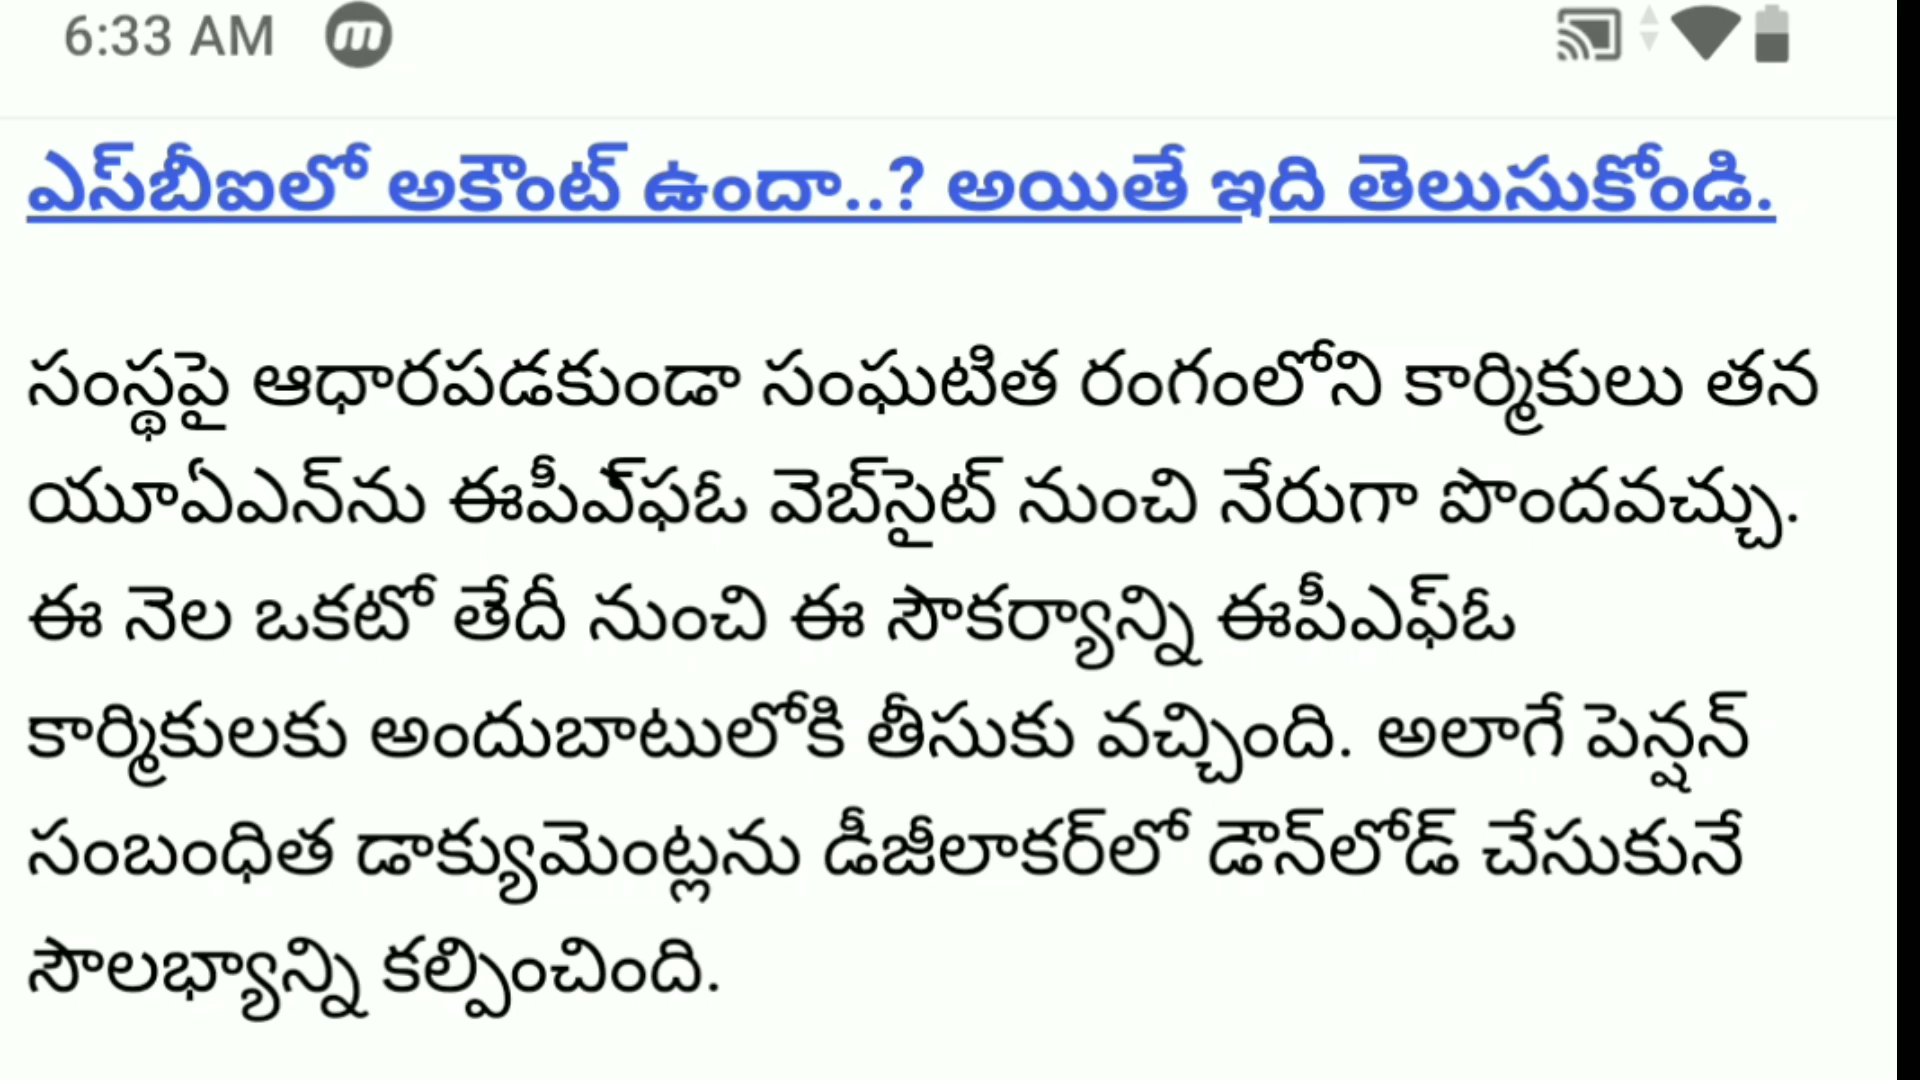 6:33 AM
ఎస్‌బీఐలో అకౌంట్ ఉందా..? అయితే ఇది తెలుసుకోండి.
సంస్థపై ఆధారపడకుండా సంఘటిత రంగంలోని కార్మికులు తన
యూఏఎన్‌ను ఈపీఎ్ఫఓ వెబ్‌సైట్ నుంచి నేరుగా పొందవచ్చు.
ఈ నెల ఒకటో తేదీ నుంచి ఈ సౌకర్యాన్ని ఈపీఎఫ్ఓ
కార్మికులకు అందుబాటులోకి తీసుకు వచ్చింది. అలాగే పెన్షన్
సంబంధిత డాక్యుమెంట్లను డీజీలాకర్‌లో డౌన్‌లోడ్ చేసుకునే
సౌలభ్యాన్ని కల్పించింది.